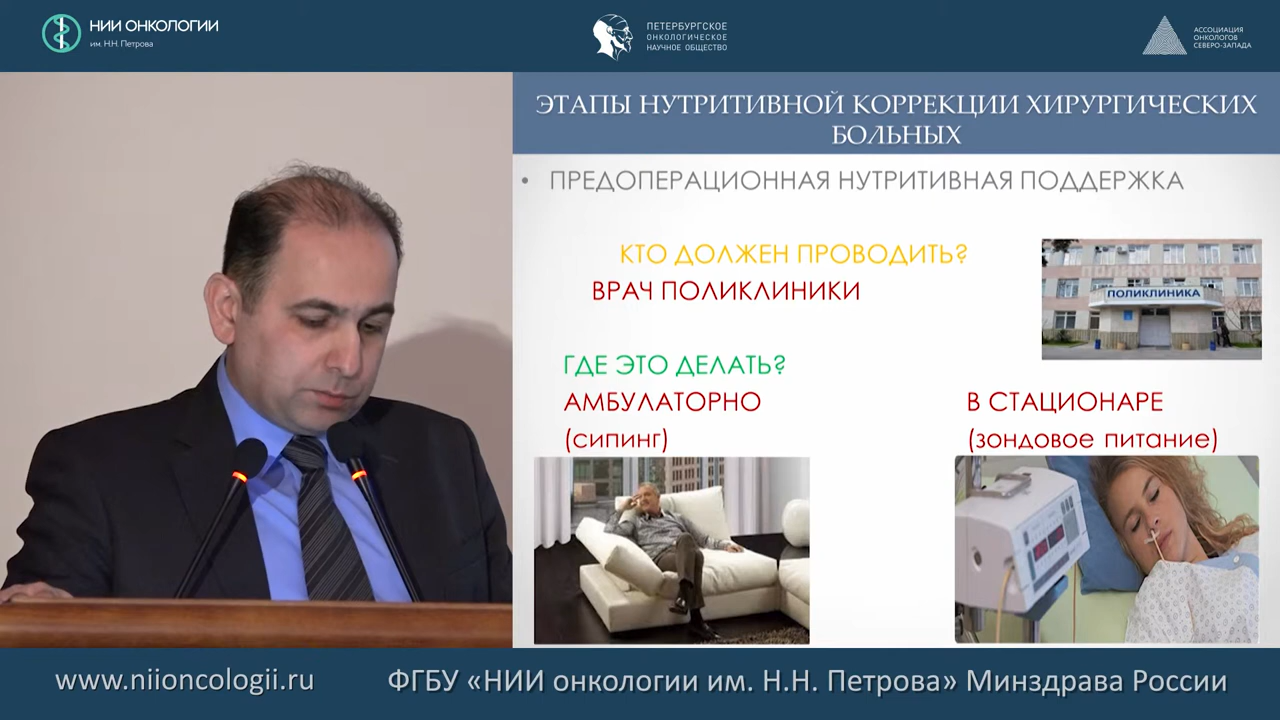 НИИ ОНКОЛОГИИ
им. Н.Н. Петрова
ПЕТЕРБУРГСКОЕ
ОНКОЛОГИЧЕСКОЕ
НАУЧНОЕ ОБЩЕСТВО
АССОЦИАЦИЯ
ОНКОЛОГОВ
СЕВЕРО-ЗАПАДА
ЭТАПЫ НУТРИТИВНОЙ КОРРЕКЦИИ ХИРУРГИЧЕСКИХ
БОЛЬНЫХ
• ПРЕДОПЕРАЦИОННАЯ НУТРИТИВНАЯ ПОДДЕРЖКА
КТО ДОЛЖЕН ПРОВОДИТЬ?
ВРАЧ ПОЛИКЛИНИКИ
ПОЛИКЛИНИКА
ПОЛИКЛИНИКА
ГДЕ ЭТО ДЕЛАТЬ?
АМБУЛАТОРНО
(сипинг)
В СТАЦИОНАРЕ
(зондовое питание)
www.niioncologii.ru
ФГБУ «НИИ онкологии им. Н.Н. Петрова» Минздрава России